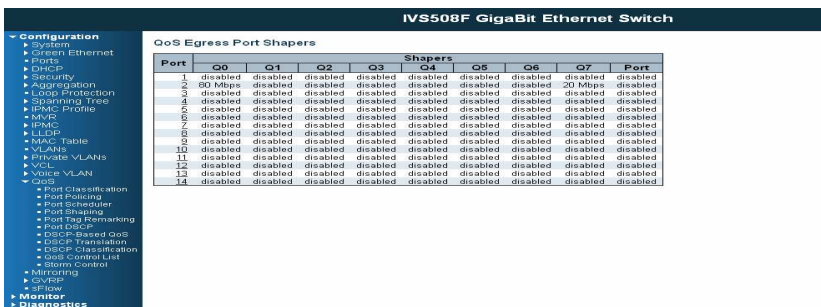 IVS508F GigaBit Ethernet Switch
Configuration
System
Green Ethernet
Ports
DHCP
Security
Aggregation
Loop Protection
Spanning Tree
IPMC Profile
MVR
IPMC
LLDP
MAC Table
VLANs
Private VLANs
VCL
Voice VLAN
QoS
Port Classification
Port Policing
Port Scheduler
Port Shaping
Port Tag Remarking
Port DSCP
DSCP-Based QoS
DSCP Translation
DSCP Classification
QoS Control List
Storm Control
Mirroring
GVRP
sFlow
Monitor
Diagnostics
QoS Egress Port Shapers
Port Shapers
Q0 Q1 Q2 Q3 Q4 Q5 Q6 Q7 Port
1 disabled disabled disabled disabled disabled disabled disabled disabled disabled
2 80 Mbps disabled disabled disabled disabled disabled disabled 20 Mbps disabled
3 disabled disabled disabled disabled disabled disabled disabled disabled disabled
4 disabled disabled disabled disabled disabled disabled disabled disabled disabled
5 disabled disabled disabled disabled disabled disabled disabled disabled disabled
6 disabled disabled disabled disabled disabled disabled disabled disabled disabled
7 disabled disabled disabled disabled disabled disabled disabled disabled disabled
8 disabled disabled disabled disabled disabled disabled disabled disabled disabled
9 disabled disabled disabled disabled disabled disabled disabled disabled disabled
10 disabled disabled disabled disabled disabled disabled disabled disabled disabled
11 disabled disabled disabled disabled disabled disabled disabled disabled disabled
12 disabled disabled disabled disabled disabled disabled disabled disabled disabled
13 disabled disabled disabled disabled disabled disabled disabled disabled disabled
14 disabled disabled disabled disabled disabled disabled disabled disabled disabled